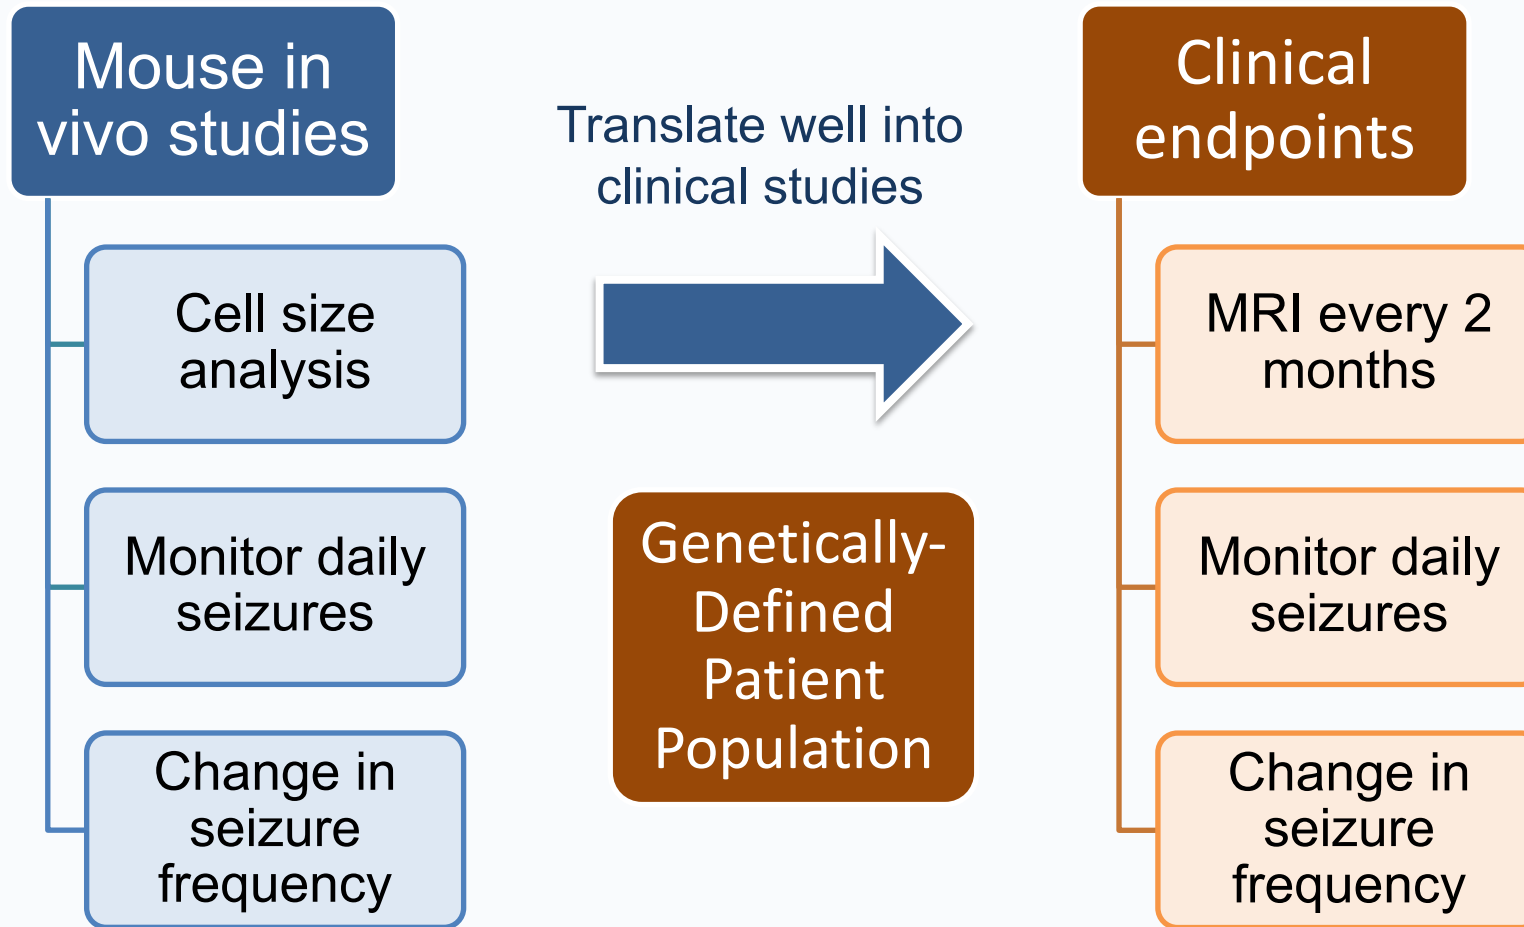 Mouse in
vivo studies
Cell size
analysis
Monitor daily
seizures
Change in
seizure
frequency
Translate well into
clinical studies
Genetically-
Defined
Patient
Population
Clinical
endpoints
MRI every 2
months
Monitor daily
seizures
Change in
seizure
frequency